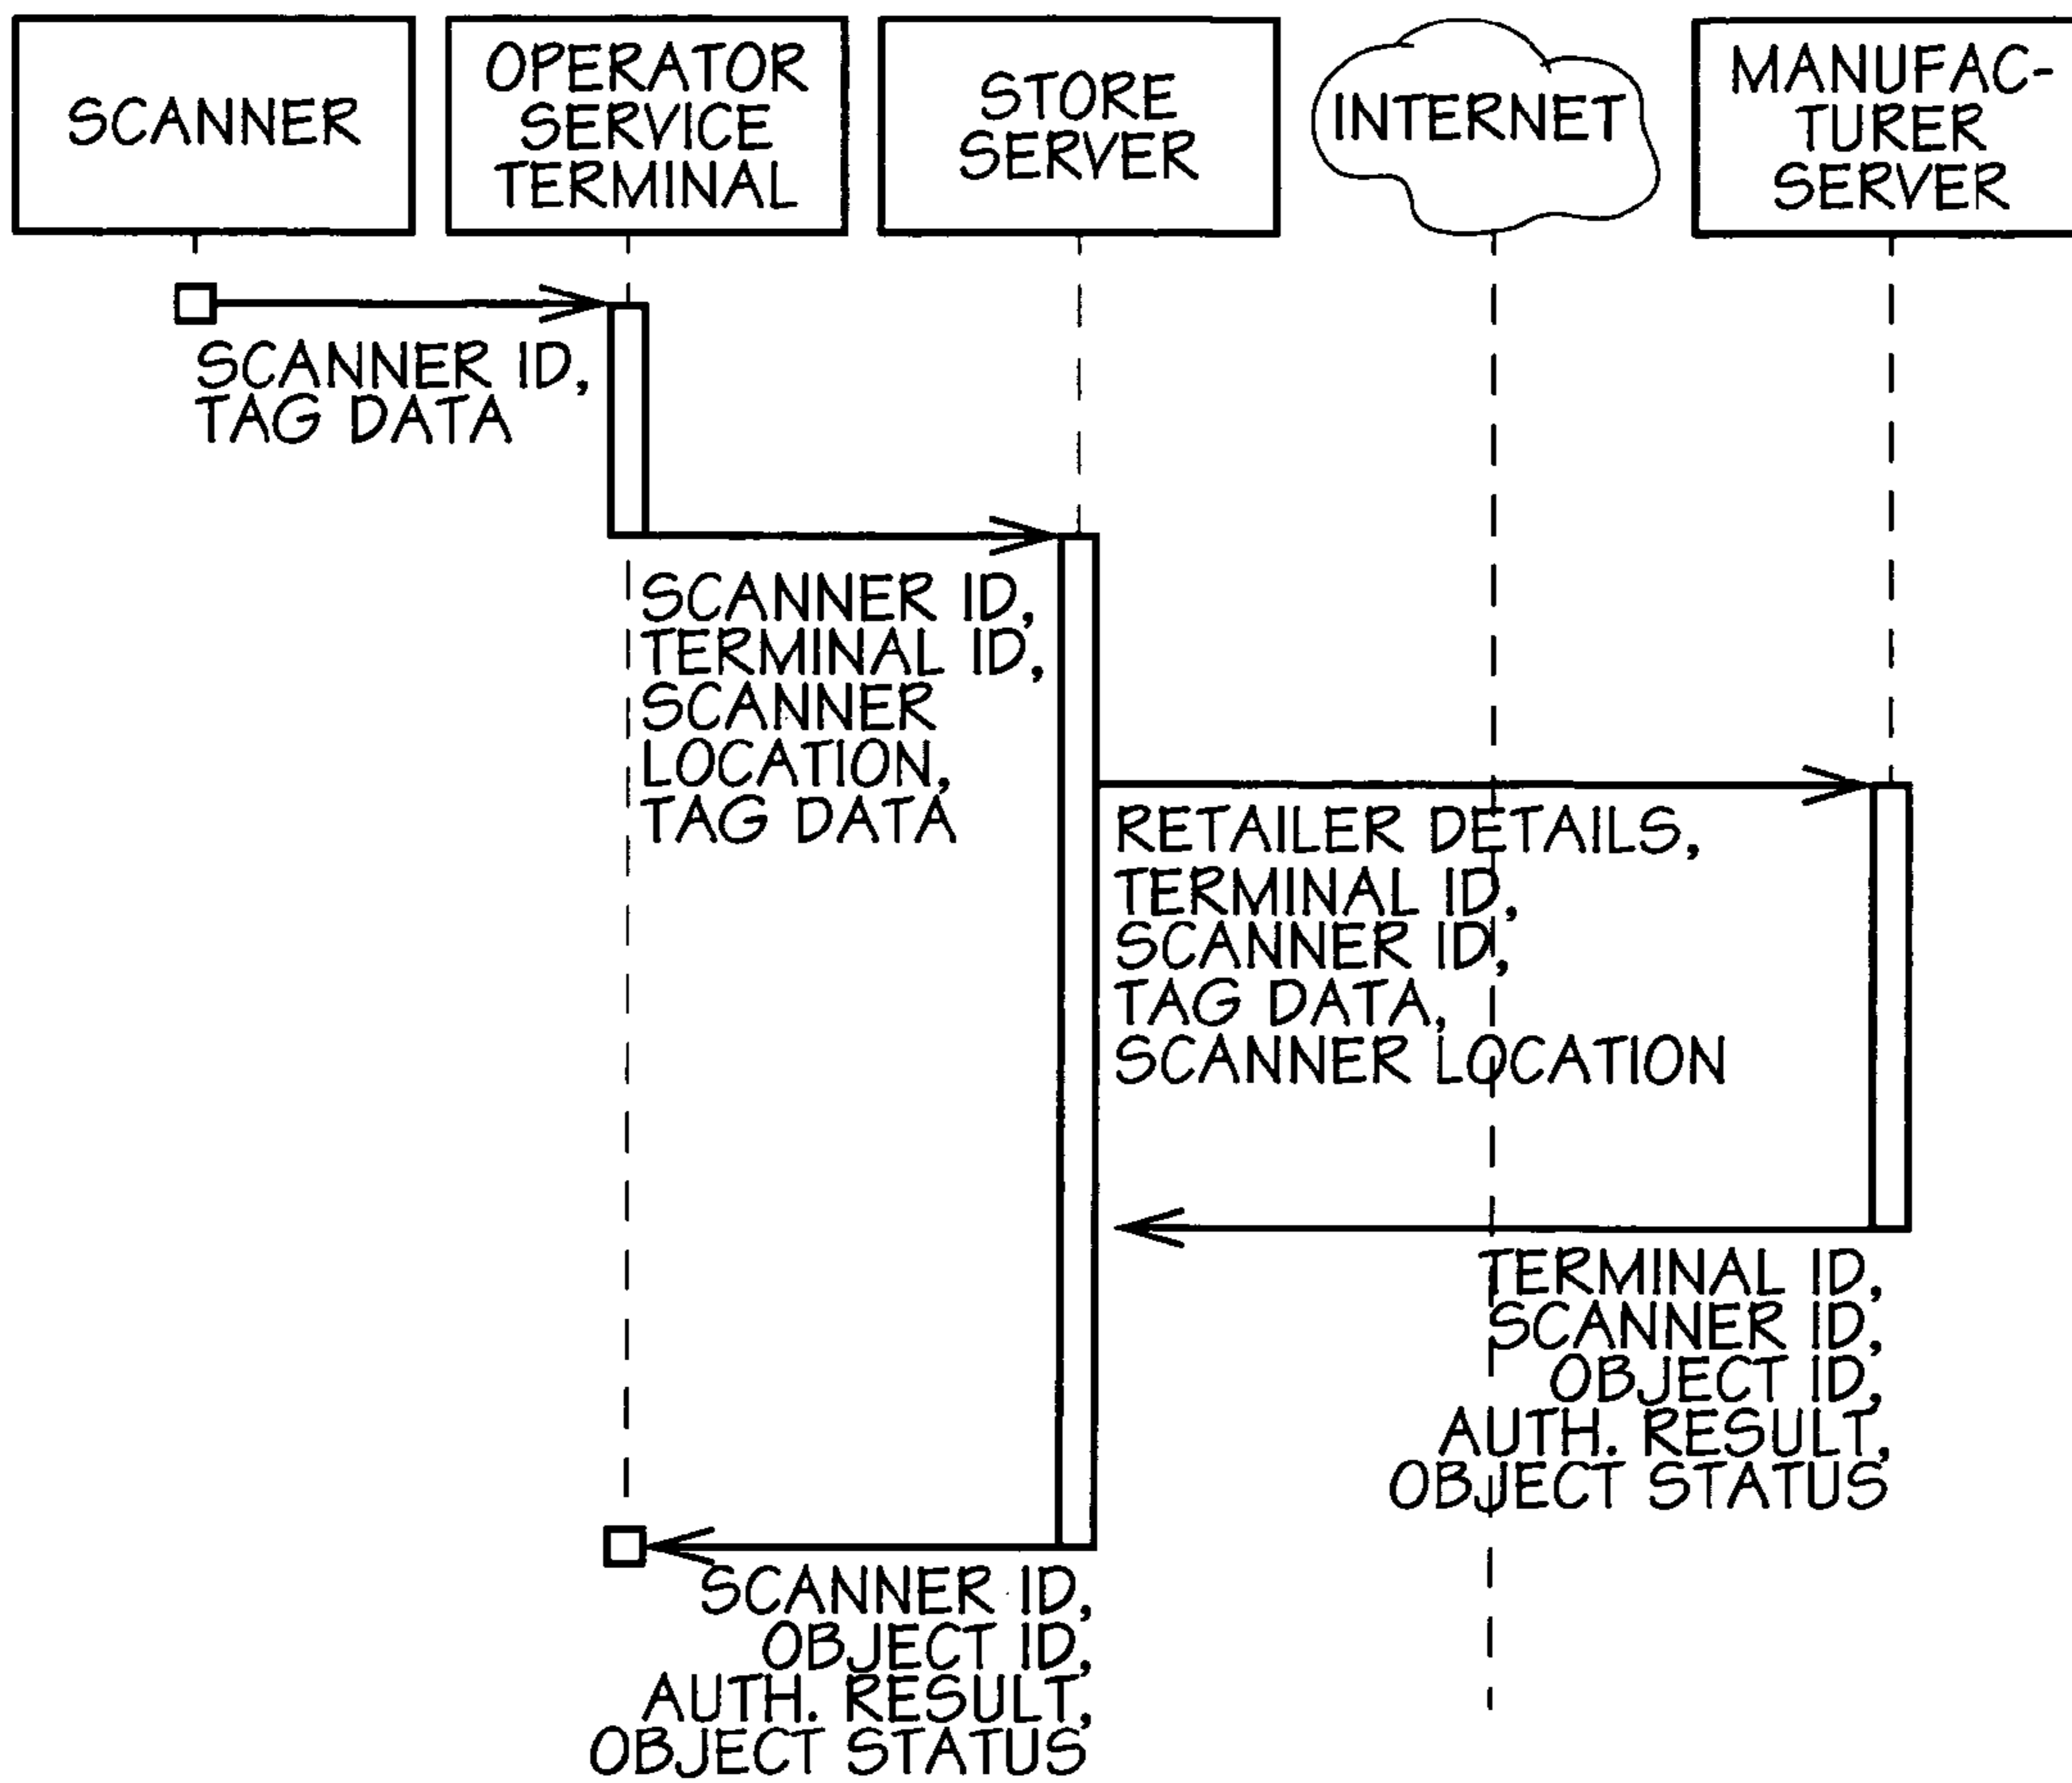 SCANNER
OPERATOR
SERVICE
TERMINAL
STORE
SERVER
INTERNET
MANUFAC-
TURER
SERVER
SCANNER ID,
TAG DATA
SCANNER ID,
TERMINAL ID,
SCANNER
LOCATION,
TAG DATA
RETAILER DETAILS,
TERMINAL ID,
SCANNER ID,
TAG DATA,
SCANNER LOCATION
TERMINAL ID,
SCANNER ID,
OBJECT ID,
AUTH. RESULT,
OBJECT STATUS
SCANNER ID,
OBJECT ID,
AUTH. RESULT,
OBJECT STATUS